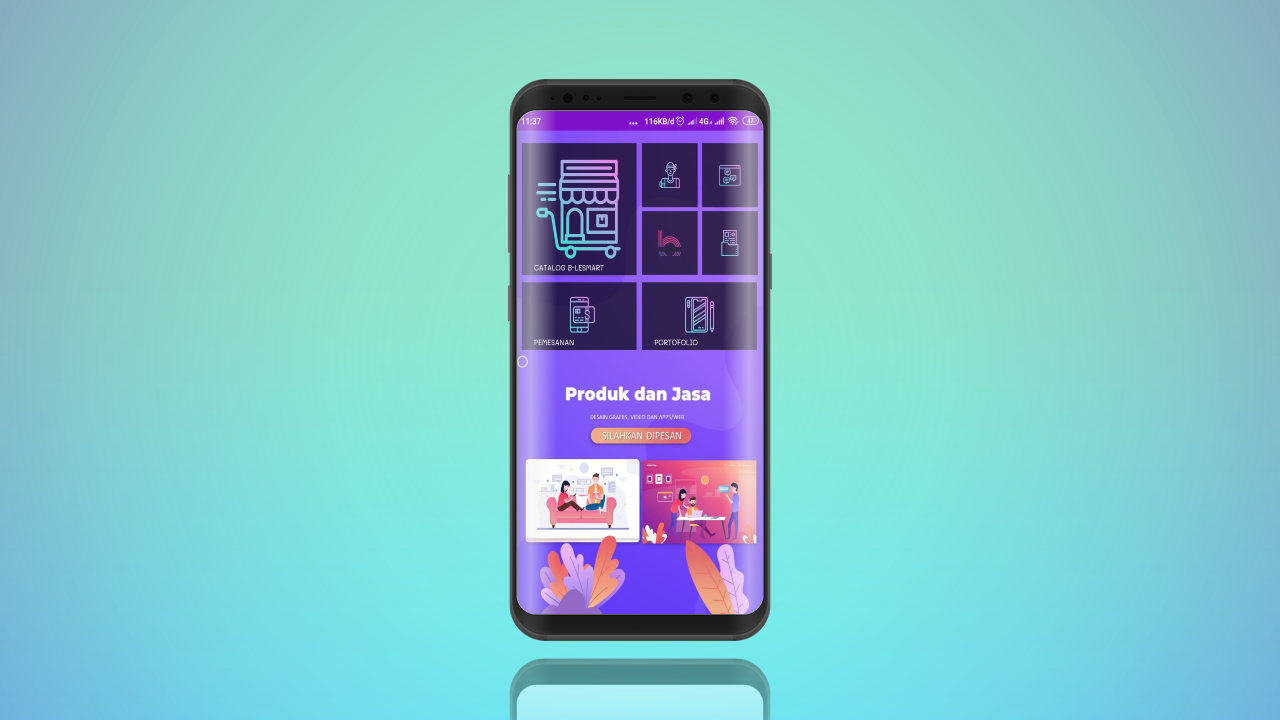 11:37 ... 116KB/d 4G 47
CATALOG B-LESMART
PEMESANAN
PORTOFOLIO
Produk dan Jasa
DESAIN GRAFIS, VIDEO DAN APPS/WEB
SILAHKAN DIPESAN